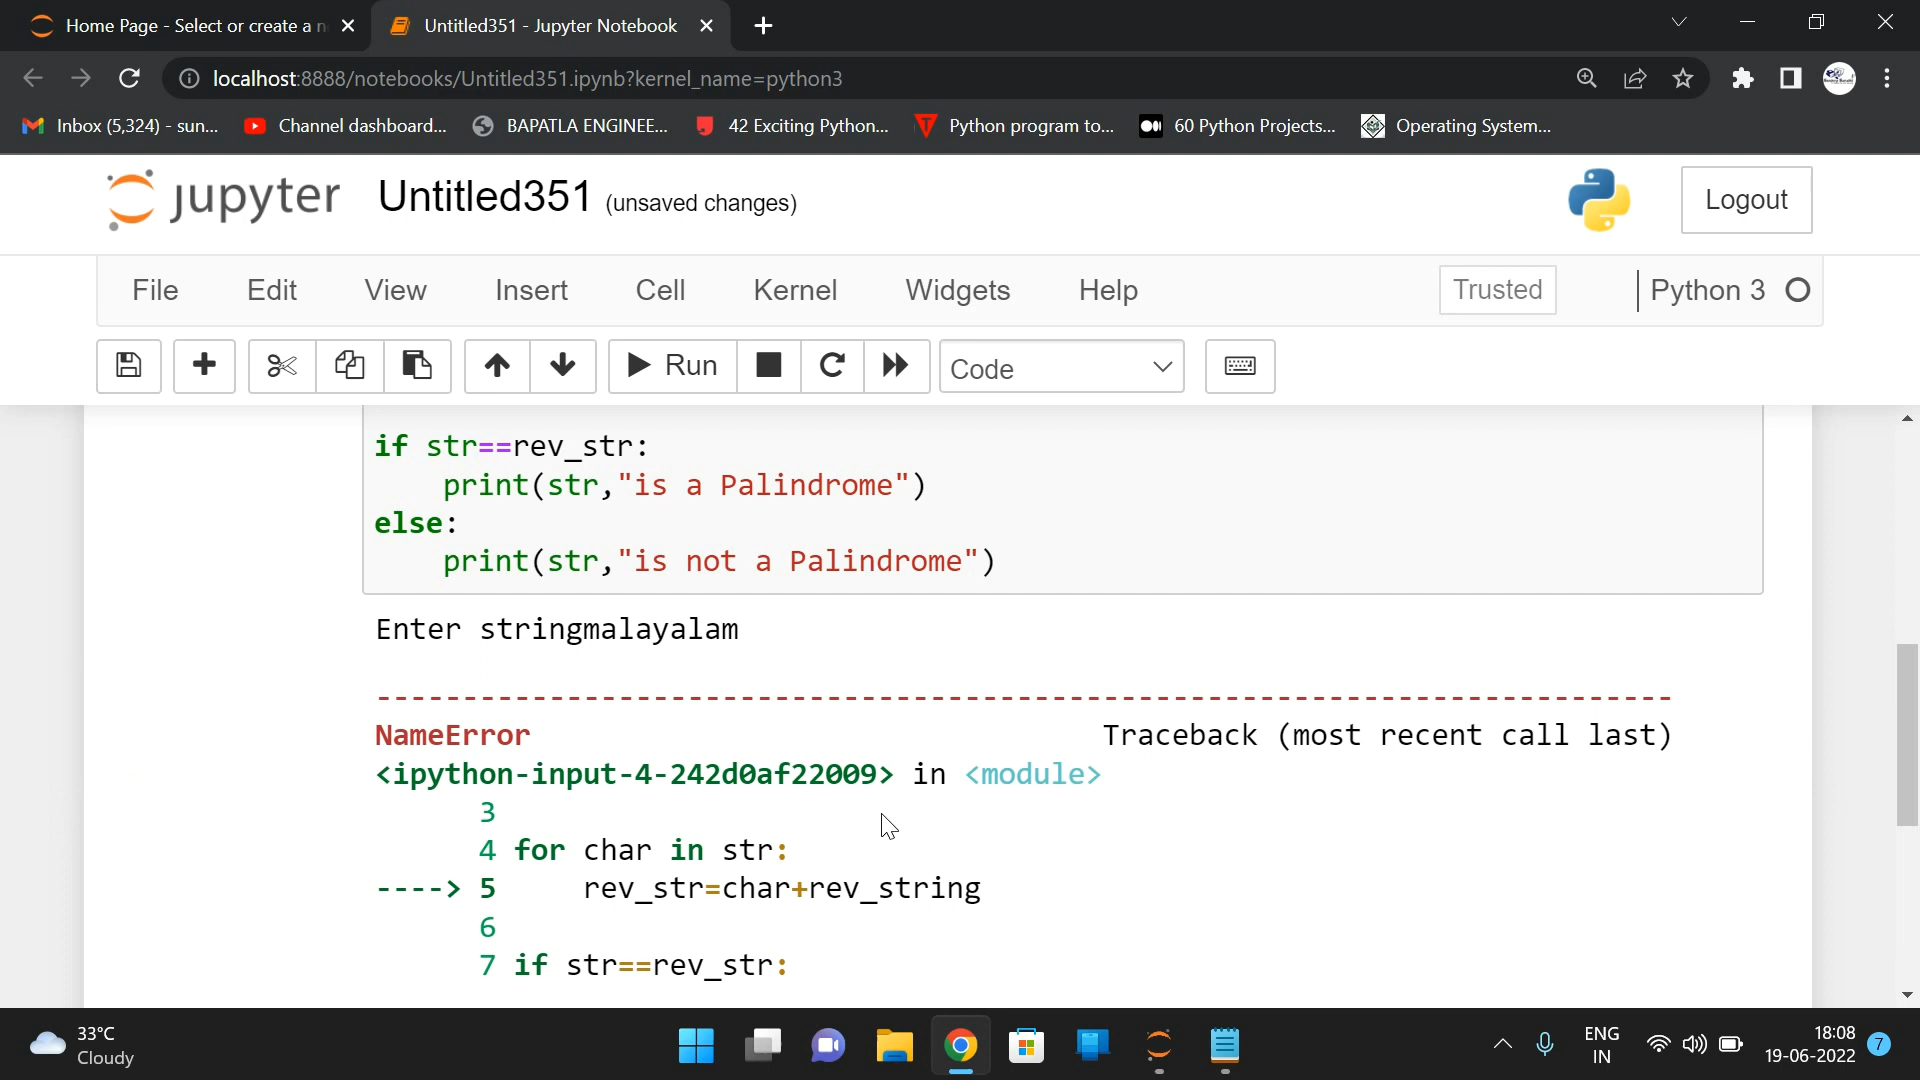 Home Page - Select or create a n
Untitled351 - Jupyter Notebook
localhost:8888/notebooks/Untitled351.ipynb?kernel_name=python3
Inbox (5,324) - sun...
Channel dashboard...
BAPATLA ENGINEE...
42 Exciting Python...
Python program to...
60 Python Projects...
Operating System...
jupyter Untitled351 (unsaved changes)
Logout
File Edit View Insert Cell Kernel Widgets Help
Trusted
Python 3
Run
Code
if str==rev_str:
    print(str,"is a Palindrome")
else:
    print(str,"is not a Palindrome")
Enter stringmalayalam
---------------------------------------------------------------------------
NameError                                 Traceback (most recent call last)
<ipython-input-4-242d0af22009> in <module>
      3
      4 for char in str:
----> 5     rev_str=char+rev_string
      6
      7 if str==rev_str:
33°C
Cloudy
ENG
IN
18:08
19-06-2022
7